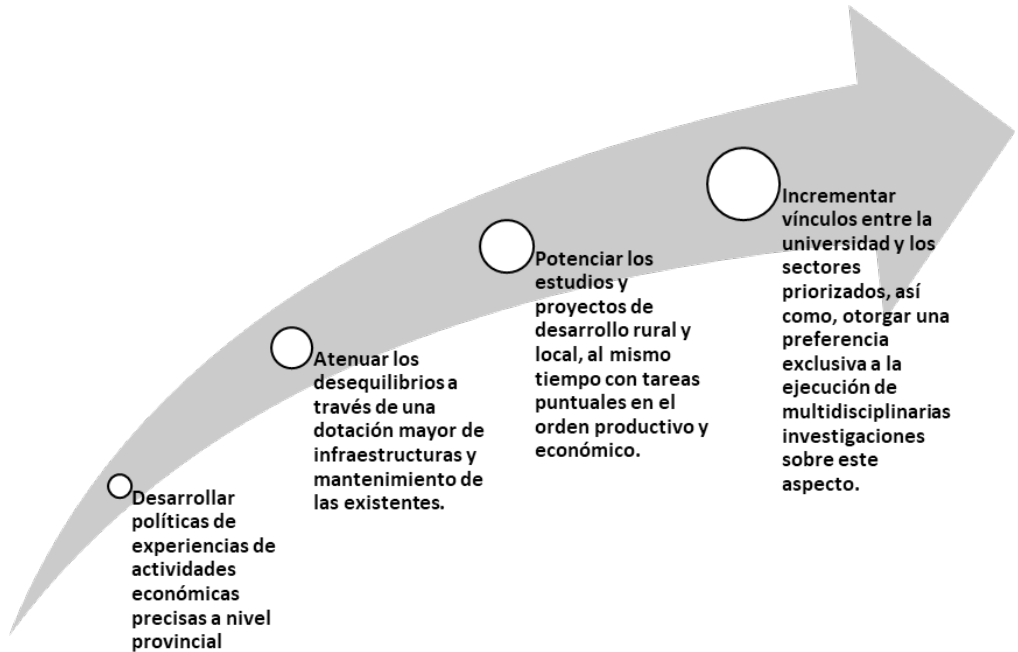 Desarrollar
políticas de
experiencias de
actividades
económicas
precisas a nivel
provincial
Atenuar los
desequilibrios a
través de una
dotación mayor de
infraestructuras y
mantenimiento de
las existentes.
Potenciar los
estudios y
proyectos de
desarrollo rural y
local, al mismo
tiempo con tareas
puntuales en el
orden productivo y
económico.
Incrementar
vínculos entre la
universidad y los
sectores
priorizados, así
como, otorgar una
preferencia
exclusiva a la
ejecución de
multidisciplinarias
investigaciones
sobre este
aspecto.